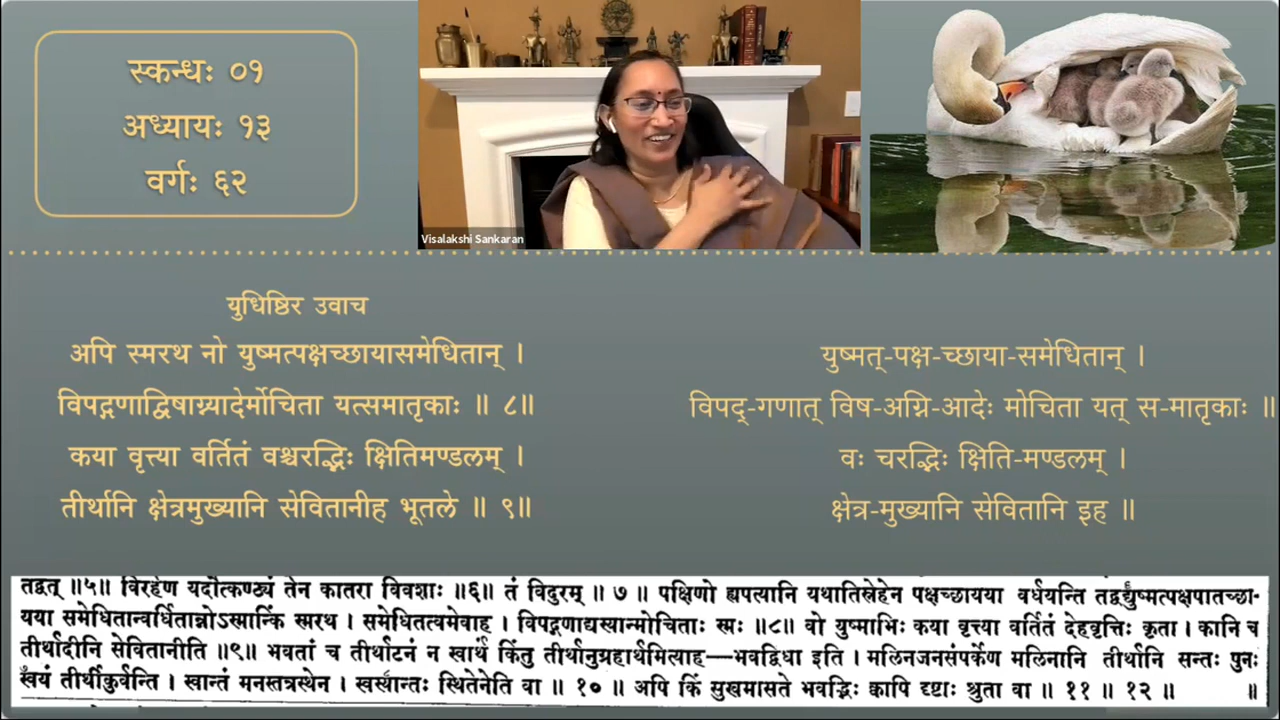 स्कन्धः ०१
अध्यायः १३
वर्गः ६२
Visalakshi Sankaran
युधिष्ठिर उवाच
अपि स्मरथ नो युष्मत्पक्षच्छायासमेधितान् ।
विपद्गणाद्विषाग्न्यादेर्मोचिता यत्समातृकाः ॥ ८॥
कया वृत्त्या वर्तितं वश्चरद्भिः क्षितिमण्डलम् ।
तीर्थानि क्षेत्रमुख्यानि सेवितानीह भूतले ॥ ९॥
युष्मत्-पक्ष-च्छाया-समेधितान् ।
विपद्-गणात् विष-अग्नि-आदेः मोचिता यत् स-मातृकाः ॥
वः चरद्भिः क्षिति-मण्डलम् ।
क्षेत्र-मुख्यानि सेवितानि इह ॥
तद्वत् ॥५॥ विरहेण यदौत्कण्ठ्यं तेन कातरा विवशाः ॥६॥ तं विदुरम् ॥ ७ ॥ पक्षिणो ह्यपत्यानि यथातिस्नेहेन पक्षच्छायया वर्धयन्ति तद्वद्युष्मत्पक्षपातच्छा-
यया समेधितान्वर्धितान्नोऽस्मान्किं स्मरथ । समेधितत्वमेवाह । विपद्गणाद्यस्मान्मोचिताः स्मः ॥८॥ वो युष्माभिः कया वृत्त्या वर्तितं देहवृत्तिः कृता । कानि च
तीर्थादीनि सेवितानीति ॥९॥ भवतां च तीर्थाटनं न स्वार्थं किंतु तीर्थानुग्रहार्थमित्याह—भवद्विधा इति । मलिनजनसंपर्केण मलिनानि तीर्थानि सन्तः पुनः
स्वयं तीर्थीकुर्वन्ति । स्वान्तं मनस्तत्रस्थेन । स्वस्यान्तः स्थितेनेति वा ॥ १० ॥ अपि किं सुखमासते भवद्भिः क्वापि दृष्टाः श्रुता वा ॥ ११ ॥ १२ ॥ ॥